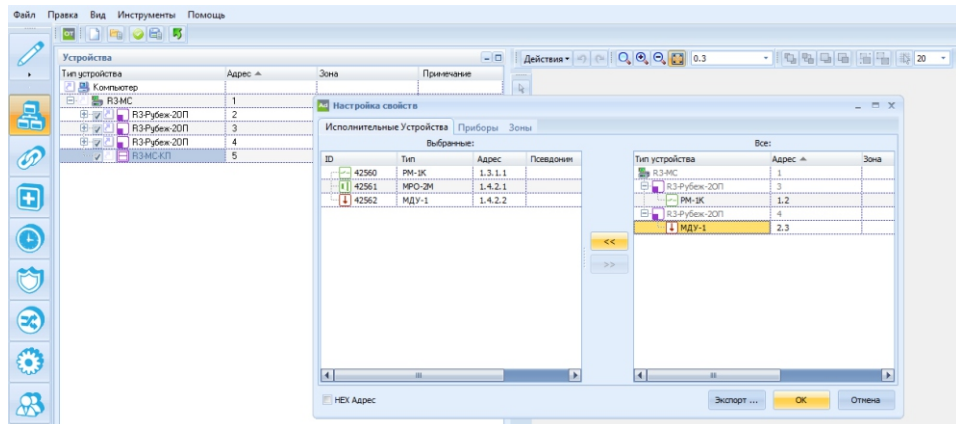 Файл Правка Вид Инструменты Помощь
Устройства
Действия 0.3 20
Тип устройства Адрес Зона Примечание
Компьютер
R3-МС 1
R3-Рубеж-2ОП 2
R3-Рубеж-2ОП 3
R3-Рубеж-2ОП 4
R3-МС-КП 5
Настройка свойств
Исполнительные Устройства Приборы Зоны
Выбранные: Все:
ID Тип Адрес Псевдоним
42560 РМ-1К 1.3.1.1
42561 МРО-2М 1.4.2.1
42562 МДУ-1 1.4.2.2
Тип устройства Адрес Зона
R3-МС 1
R3-Рубеж-2ОП 3
РМ-1К 1.2
R3-Рубеж-2ОП 4
МДУ-1 2.3
<<
>>
HEX Адрес
Экспорт ... ОК Отмена